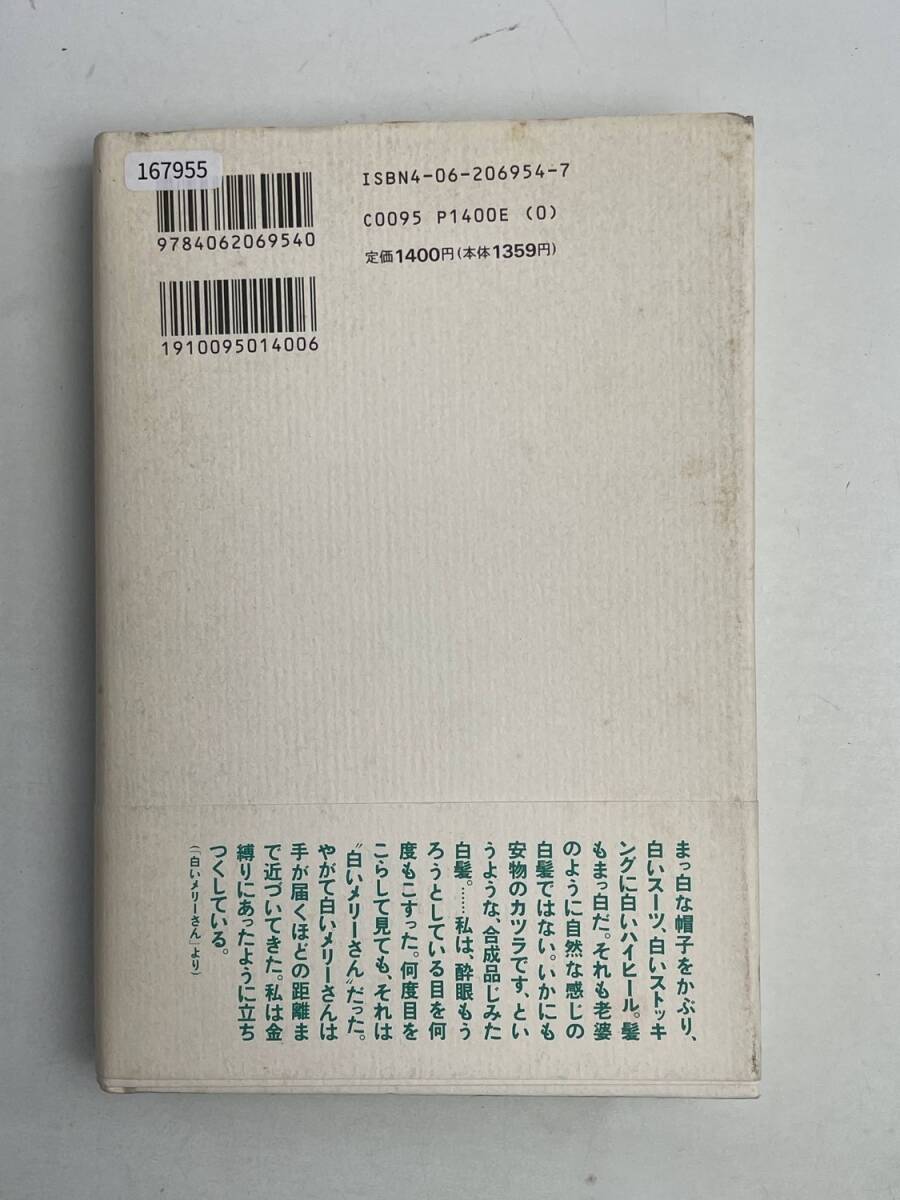 167955
9784062069540
1910095014006
ISBN4-06-206954-7
C0095 P1400E (0)
定価1400円(本体1359円)
まっ白な帽子をかぶり、
白いスーツ、白いストッキ
ングに白いハイヒール。髪
もまっ白だ。それも老婆
のように自然な感じの
白髪ではない。いかにも
安物のカツラです、とい
うような、合成品じみた
白髪。……私は、酔眼もう
ろうとしている目を何
度もこすった。何度目を
こらして見ても、それは
“白いメリーさん”だった。
やがて白いメリーさんは
手が届くほどの距離ま
で近づいてきた。私は金
縛りにあったように立ち
つくしている。
(「白いメリーさん」より)